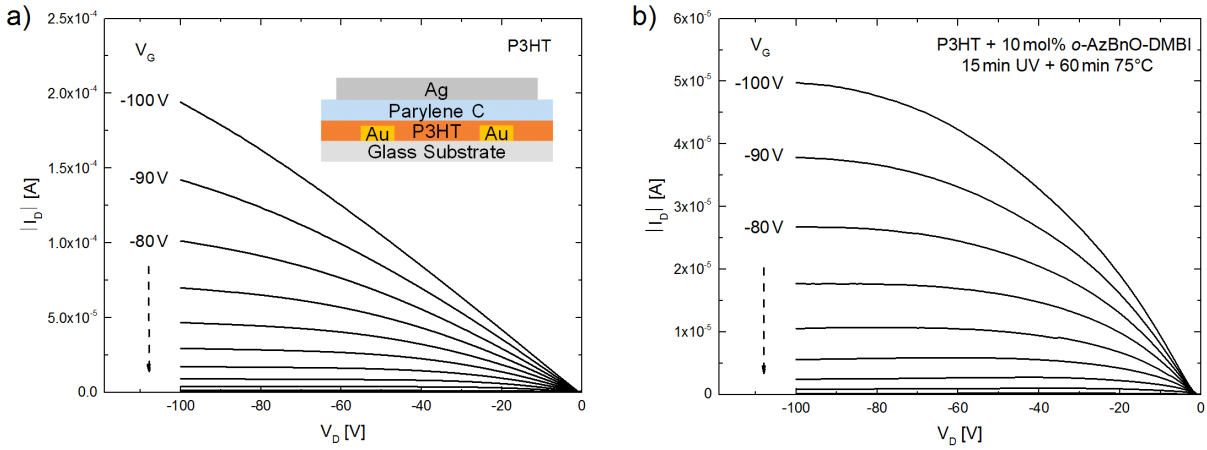 a)
2.5x10⁻⁴
2.0x10⁻⁴
1.5x10⁻⁴
1.0x10⁻⁴
5.0x10⁻⁵
0.0
|I_D| [A]
V_G
-100 V
-90 V
-80 V
P3HT
Ag
Parylene C
Au P3HT Au
Glass Substrate
-100 -80 -60 -40 -20 0
V_D [V]
b)
6x10⁻⁵
5x10⁻⁵
4x10⁻⁵
3x10⁻⁵
2x10⁻⁵
1x10⁻⁵
0
|I_D| [A]
V_G
-100 V
-90 V
-80 V
P3HT + 10 mol% o-AzBnO-DMBI
15 min UV + 60 min 75°C
-100 -80 -60 -40 -20 0
V_D [V]